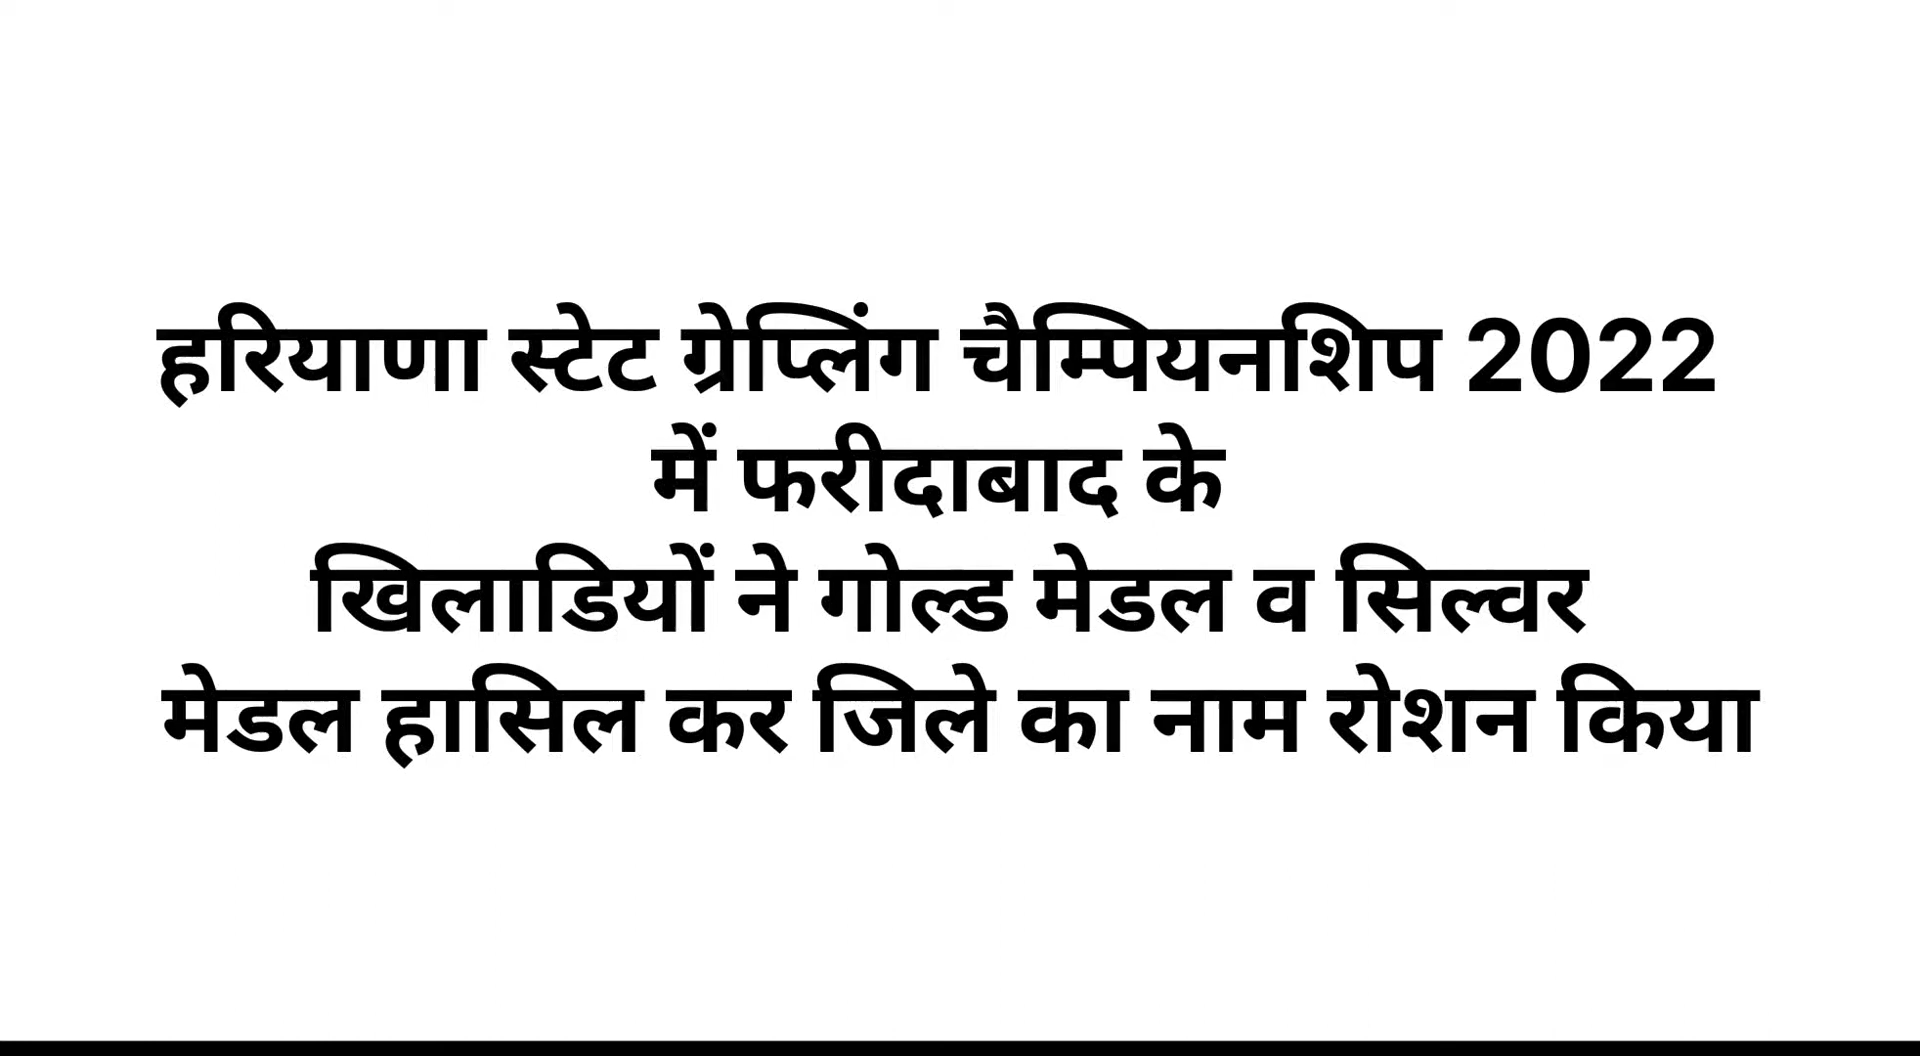 हरियाणा स्टेट ग्रेप्लिंग चैम्पियनशिप 2022
में फरीदाबाद के
खिलाडियों ने गोल्ड मेडल व सिल्वर
मेडल हासिल कर जिले का नाम रोशन किया